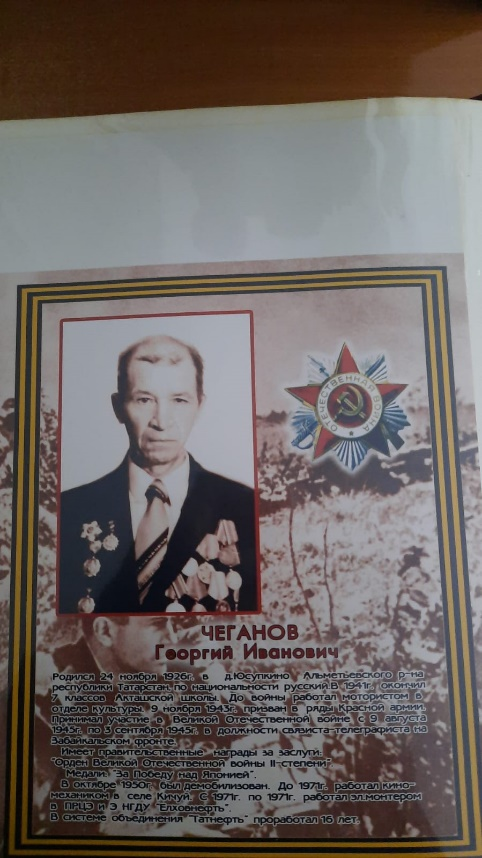 ОТЕЧЕСТВЕННАЯ ВОЙНА
ЧЕГАНОВ
Георгий Иванович
Родился 24 ноября 1926г. в д.Юсупкино Альметьевского р-на
республики Татарстан, по национальности русский.В 1941г. окончил
7 классов Акташской школы. До войны работал мотористом в
отделе культуры. 9 ноября 1943г. призван в ряды Красной армии.
Принимал участие в Великой Отечественной войне с 9 августа
1945г. по 3 сентября 1945г. в должности связиста-телеграфиста на
Забайкальском фронте.
Имеет правительственные награды за заслуги:
"Орден Великой Отечественной войны II-степени".
Медали: "За Победу над Японией".
В октябре 1950г. был демобилизован. До 1971г. работал кино-
механиком в селе Кичуй. С 1971г. по 1971г. работал эл.монтером
в ПРЦЭ и Э НГДУ "Елховнефть".
В системе объединения "Татнефть" проработал 16 лет.